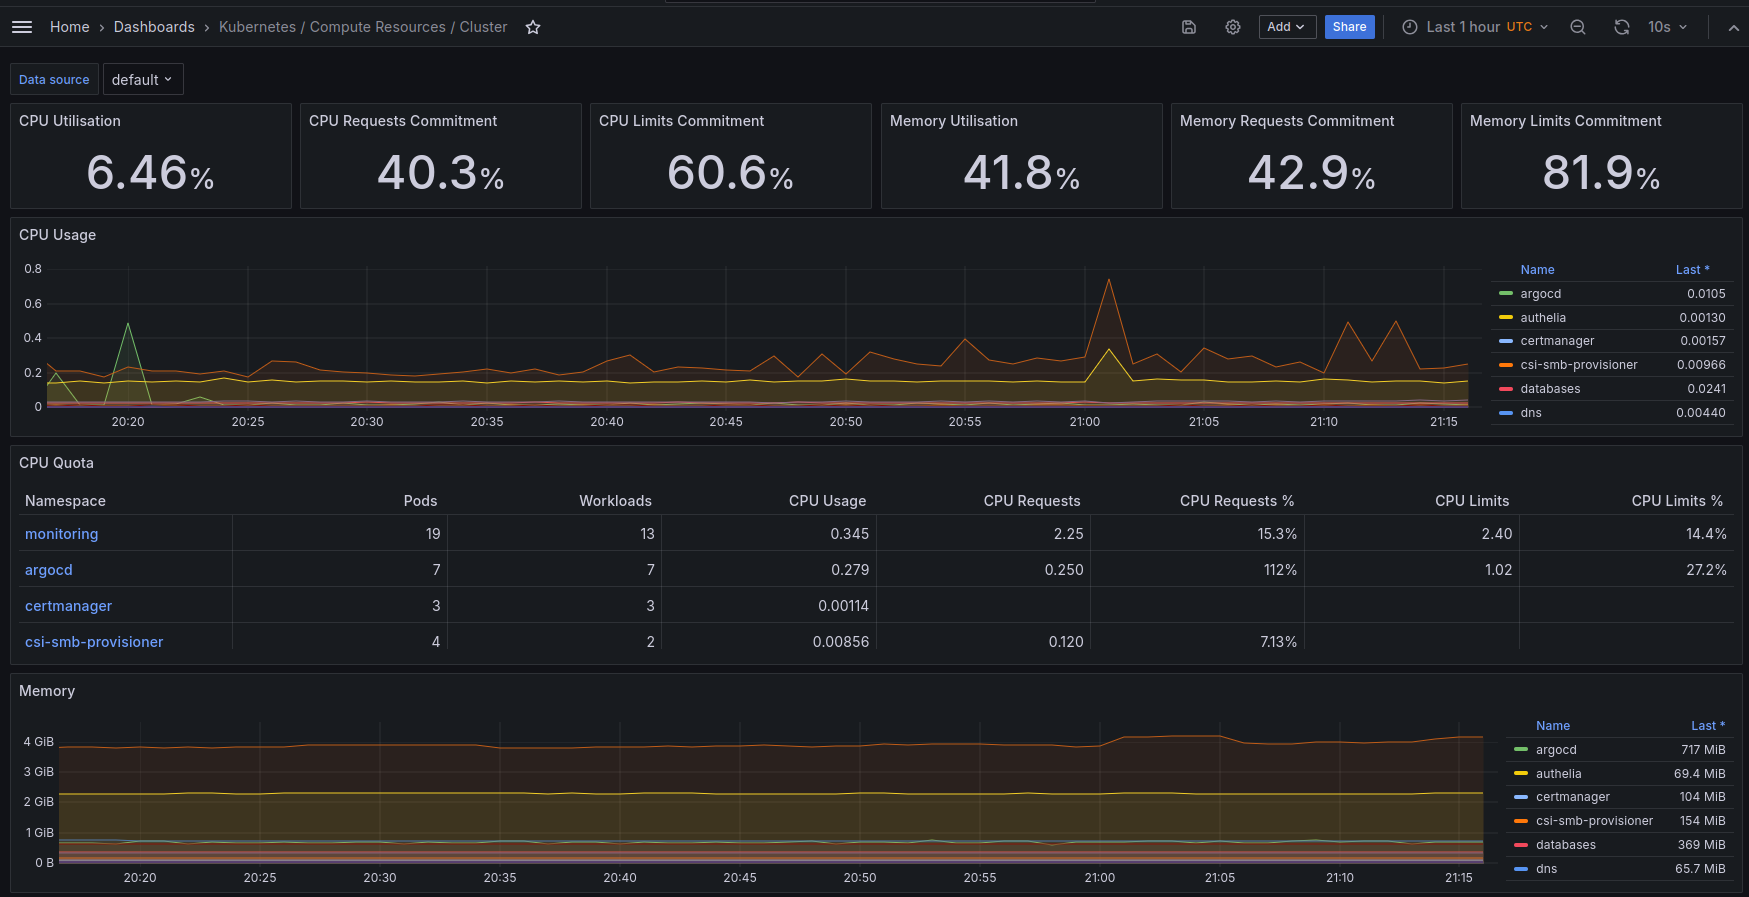 Home › Dashboards › Kubernetes / Compute Resources / Cluster Add Share Last 1 hour UTC 10s
Data source default
CPU Utilisation CPU Requests Commitment CPU Limits Commitment Memory Utilisation Memory Requests Commitment Memory Limits Commitment
6.46% 40.3% 60.6% 41.8% 42.9% 81.9%
CPU Usage
0.8
0.6
0.4
0.2
0
20:20 20:25 20:30 20:35 20:40 20:45 20:50 20:55 21:00 21:05 21:10 21:15
Name Last *
argocd 0.0105
authelia 0.00130
certmanager 0.00157
csi-smb-provisioner 0.00966
databases 0.0241
dns 0.00440
CPU Quota
Namespace Pods Workloads CPU Usage CPU Requests CPU Requests % CPU Limits CPU Limits %
monitoring 19 13 0.345 2.25 15.3% 2.40 14.4%
argocd 7 7 0.279 0.250 112% 1.02 27.2%
certmanager 3 3 0.00114
csi-smb-provisioner 4 2 0.00856 0.120 7.13%
Memory
4 GiB
3 GiB
2 GiB
1 GiB
0 B
20:20 20:25 20:30 20:35 20:40 20:45 20:50 20:55 21:00 21:05 21:10 21:15
Name Last *
argocd 717 MiB
authelia 69.4 MiB
certmanager 104 MiB
csi-smb-provisioner 154 MiB
databases 369 MiB
dns 65.7 MiB